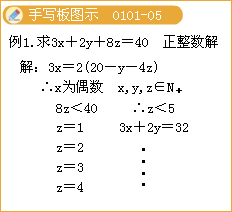 手写板图示 0101-05
例1.求3x+2y+8z=40 正整数解
解：3x=2(20-y-4z)
∴x为偶数 x,y,z∈N₊
8z<40 ∴z<5
z=1 3x+2y=32
z=2
z=3
z=4